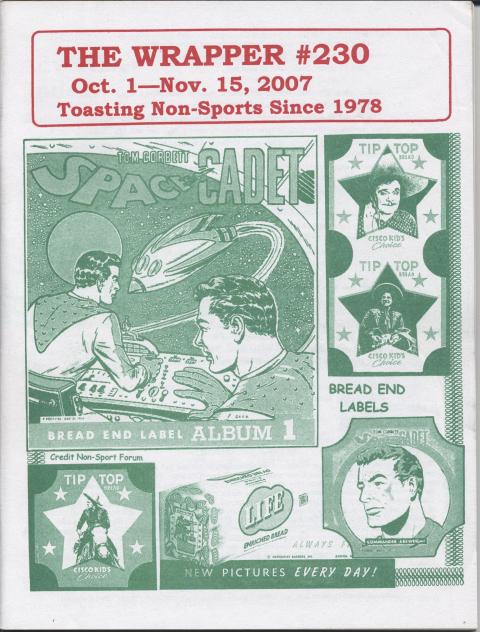 THE WRAPPER #230
Oct. 1—Nov. 15, 2007
Toasting Non-Sports Since 1978
TOM CORBETT
SPACE CADET
BREAD END LABEL ALBUM 1
TIP TOP
BREAD
CISCO KID'S
Choice
TIP TOP
BREAD
CISCO KID'S
Choice
BREAD END
LABELS
Credit Non-Sport Forum
TIP TOP
BREAD
CISCO KID'S
Choice
LIFE
ENRICHED BREAD
ALWAYS
NEW PICTURES EVERY DAY!
TOM CORBETT
SPACE CADET
COMMANDER ARKWRIGHT